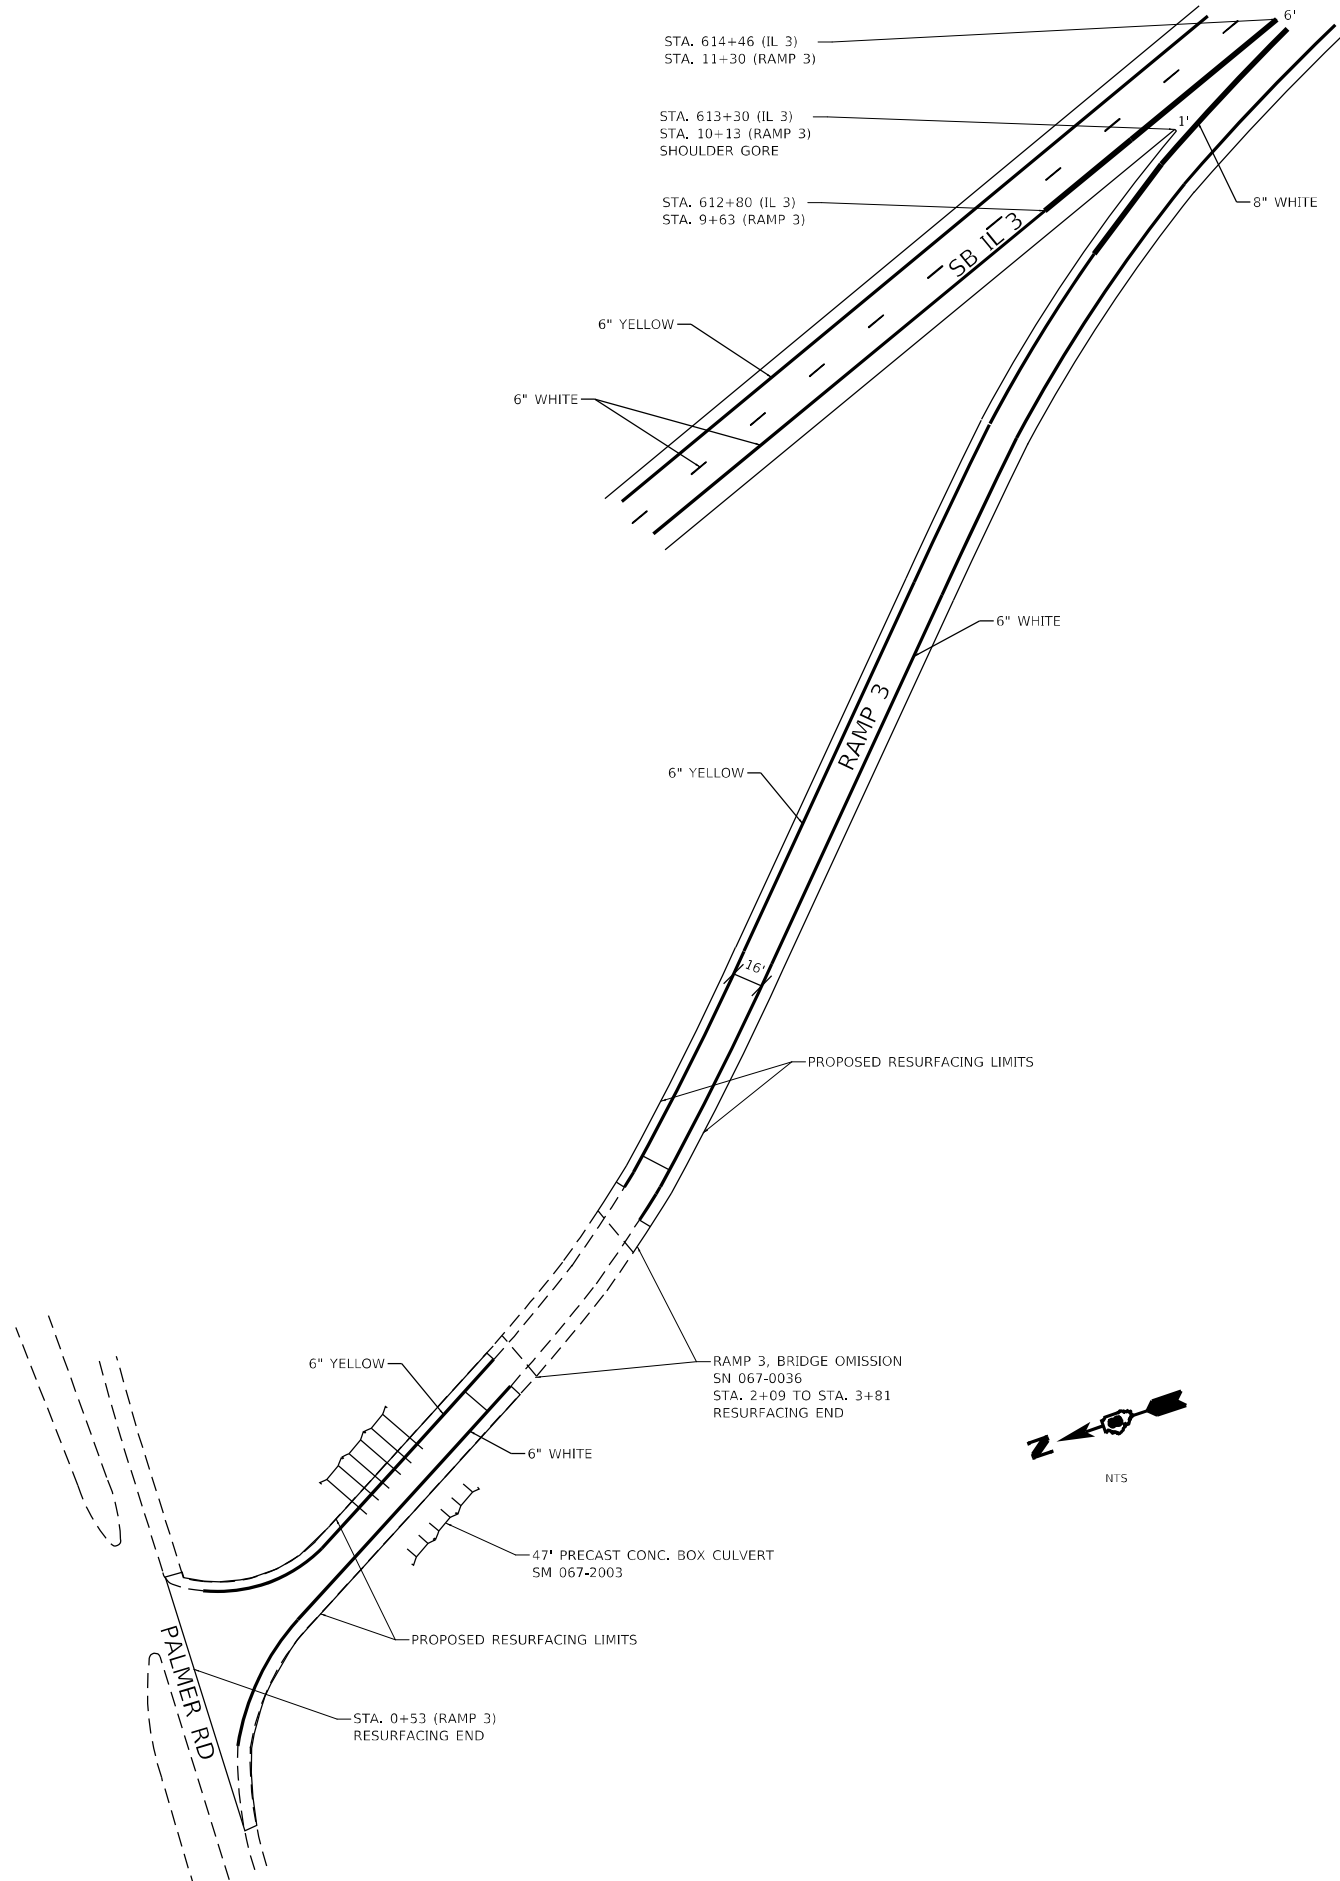 6'
STA. 614+46 (IL 3)
STA. 11+30 (RAMP 3)
STA. 613+30 (IL 3)
STA. 10+13 (RAMP 3)
SHOULDER GORE
1'
STA. 612+80 (IL 3)
STA. 9+63 (RAMP 3)
8" WHITE
SB IL 3
6" YELLOW
6" WHITE
6" WHITE
RAMP 3
6" YELLOW
16'
PROPOSED RESURFACING LIMITS
6" YELLOW
RAMP 3, BRIDGE OMISSION
SN 067-0036
STA. 2+09 TO STA. 3+81
RESURFACING END
6" WHITE
N
NTS
47' PRECAST CONC. BOX CULVERT
SM 067-2003
PROPOSED RESURFACING LIMITS
PALMER RD
STA. 0+53 (RAMP 3)
RESURFACING END